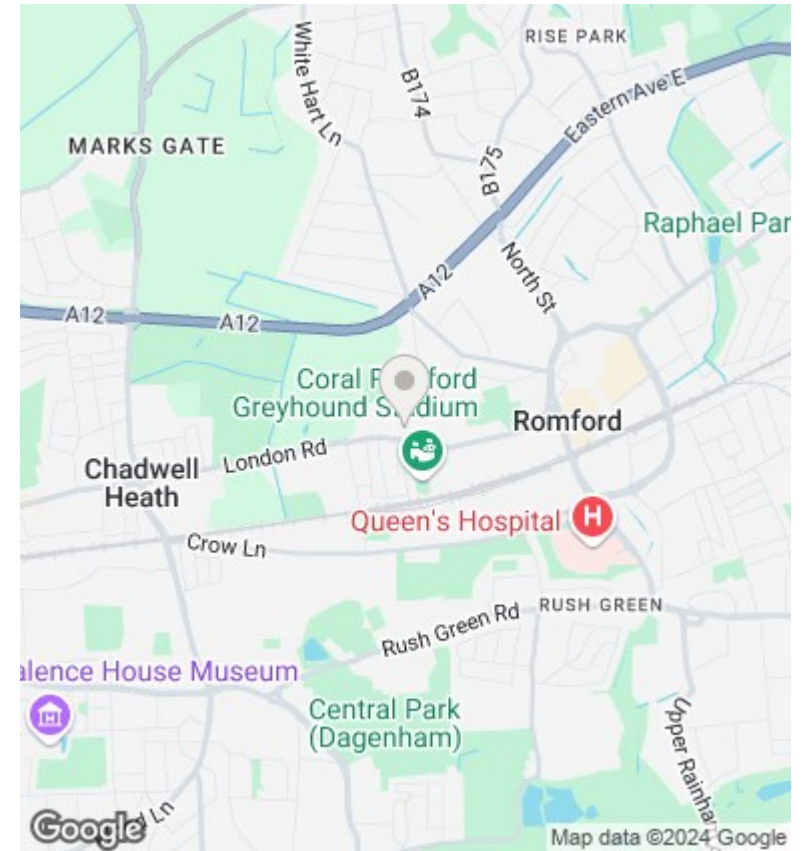 RISE PARK
White Hart Ln
B174
Eastern Ave E
MARKS GATE
B175
Raphael Par
North St
A12
A12
A12
Coral
Greyhound Stadium
Romford
London Rd
Chadwell
Heath
Queen's Hospital
H
Crow Ln
RUSH GREEN
Rush Green Rd
alence House Museum
Central Park
(Dagenham)
Upper Rainha
Ln
Google
Map data ©2024 Google